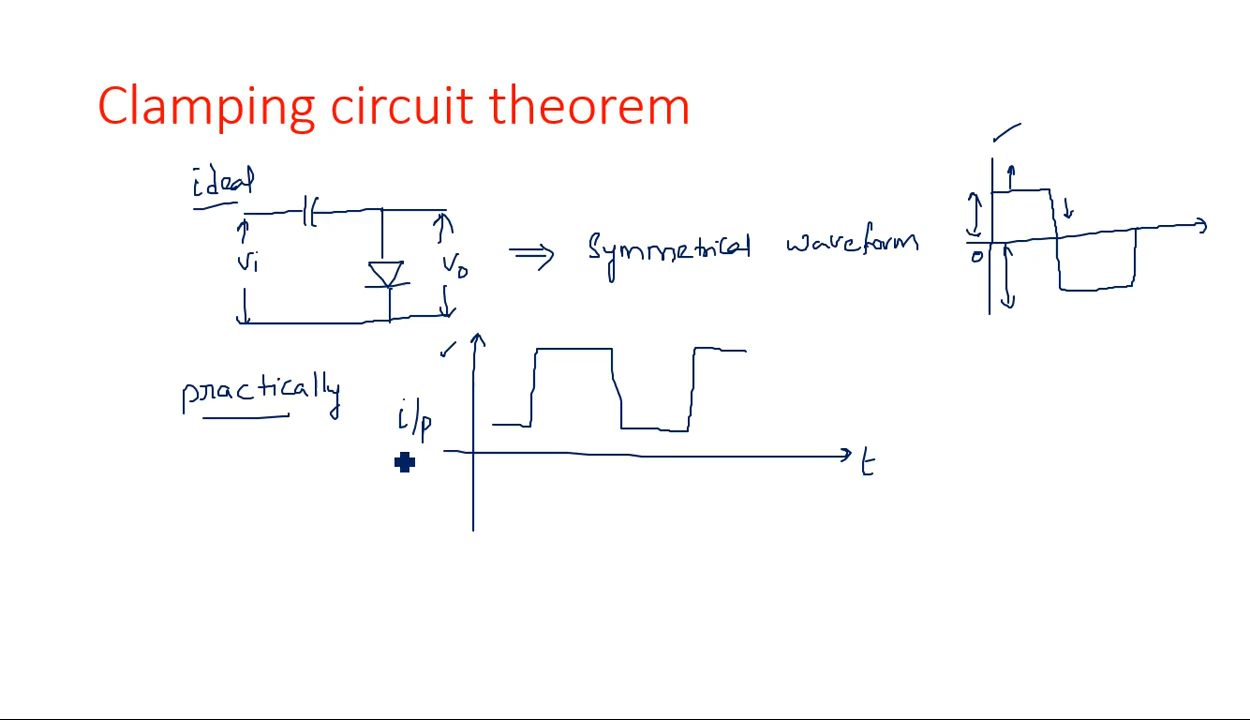 Clamping circuit theorem
ideal
Vi
Vo
⇒ Symmetrical waveform
0
practically
i/p
t